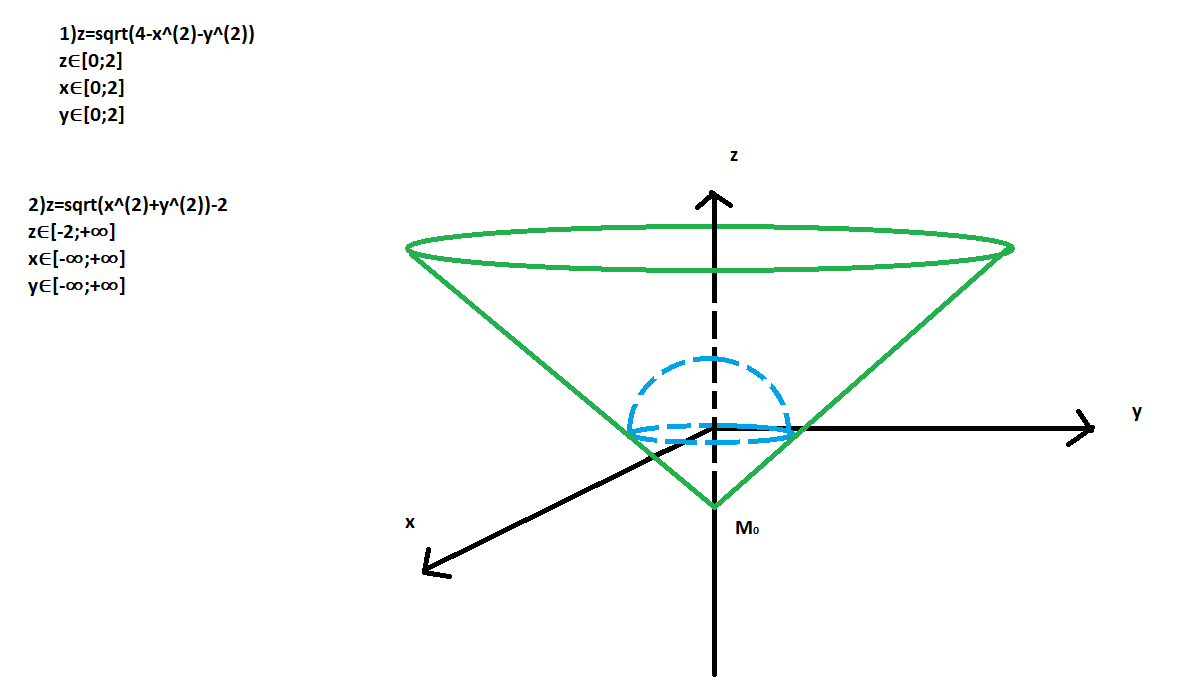 1)z=sqrt(4-x^(2)-y^(2))
z∈[0;2]
x∈[0;2]
y∈[0;2]
2)z=sqrt(x^(2)+y^(2))-2
z∈[-2;+∞]
x∈[-∞;+∞]
y∈[-∞;+∞]
z
y
x
M₀